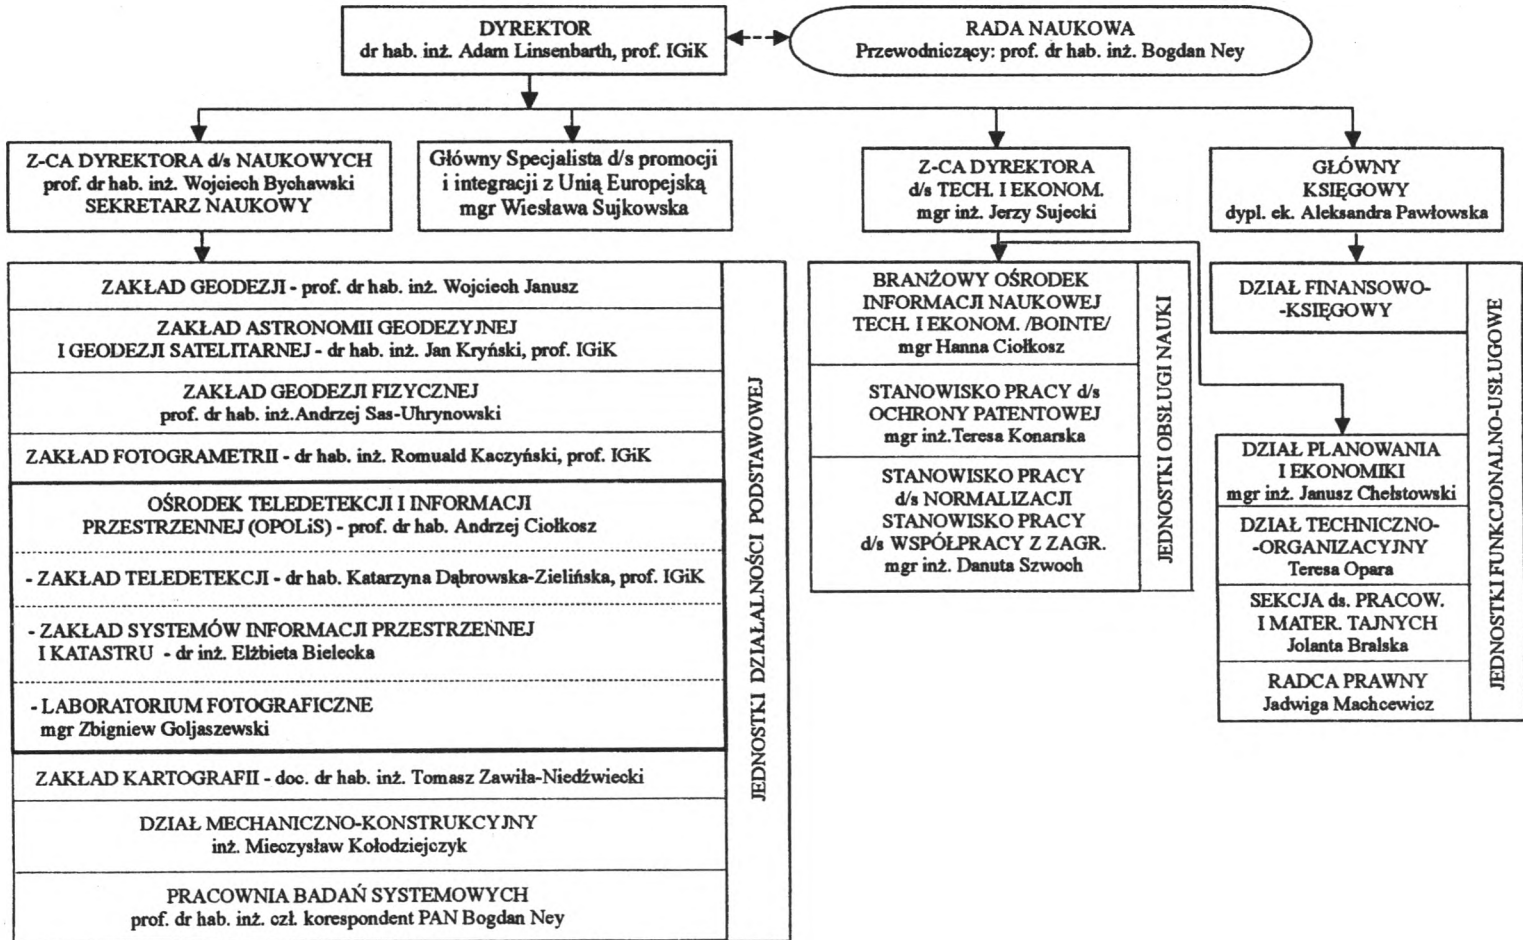 DYREKTOR
dr hab. inż. Adam Linsenbarth, prof. IGiK
RADA NAUKOWA
Przewodniczący: prof. dr hab. inż. Bogdan Ney
Z-CA DYREKTORA d/s NAUKOWYCH
prof. dr hab. inż. Wojciech Bychawski
SEKRETARZ NAUKOWY
Główny Specjalista d/s promocji
i integracji z Unią Europejską
mgr Wiesława Sujkowska
Z-CA DYREKTORA
d/s TECH. I EKONOM.
mgr inż. Jerzy Sujecki
GŁÓWNY
KSIĘGOWY
dypl. ek. Aleksandra Pawłowska
ZAKŁAD GEODEZJI - prof. dr hab. inż. Wojciech Janusz
ZAKŁAD ASTRONOMII GEODEZYJNEJ
I GEODEZJI SATELITARNEJ - dr hab. inż. Jan Kryński, prof. IGiK
ZAKŁAD GEODEZJI FIZYCZNEJ
prof. dr hab. inż.Andrzej Sas-Uhrynowski
ZAKŁAD FOTOGRAMETRII - dr hab. inż. Romuald Kaczyński, prof. IGiK
OŚRODEK TELEDETEKCJI I INFORMACJI
PRZESTRZENNEJ (OPOLiS) - prof. dr hab. Andrzej Ciołkosz
- ZAKŁAD TELEDETEKCJI - dr hab. Katarzyna Dąbrowska-Zielińska, prof. IGiK
- ZAKŁAD SYSTEMÓW INFORMACJI PRZESTRZENNEJ
I KATASTRU - dr inż. Elżbieta Bielecka
- LABORATORIUM FOTOGRAFICZNE
mgr Zbigniew Goljaszewski
ZAKŁAD KARTOGRAFII - doc. dr hab. inż. Tomasz Zawiła-Niedźwiecki
DZIAŁ MECHANICZNO-KONSTRUKCYJNY
inż. Mieczysław Kołodziejczyk
PRACOWNIA BADAŃ SYSTEMOWYCH
prof. dr hab. inż. czł. korespondent PAN Bogdan Ney
JEDNOSTKI DZIAŁALNOŚCI PODSTAWOWEJ
BRANŻOWY OŚRODEK
INFORMACJI NAUKOWEJ
TECH. I EKONOM. /BOINTE/
mgr Hanna Ciołkosz
STANOWISKO PRACY d/s
OCHRONY PATENTOWEJ
mgr inż.Teresa Konarska
STANOWISKO PRACY
d/s NORMALIZACJI
STANOWISKO PRACY
d/s WSPÓŁPRACY Z ZAGR.
mgr inż. Danuta Szwoch
JEDNOSTKI OBSŁUGI NAUKI
DZIAŁ FINANSOWO-
-KSIĘGOWY
DZIAŁ PLANOWANIA
I EKONOMIKI
mgr inż. Janusz Chełstowski
DZIAŁ TECHNICZNO-
-ORGANIZACYJNY
Teresa Opara
SEKCJA ds. PRACOW.
I MATER. TAJNYCH
Jolanta Bralska
RADCA PRAWNY
Jadwiga Machcewicz
JEDNOSTKI FUNKCJONALNO-USŁUGOWE